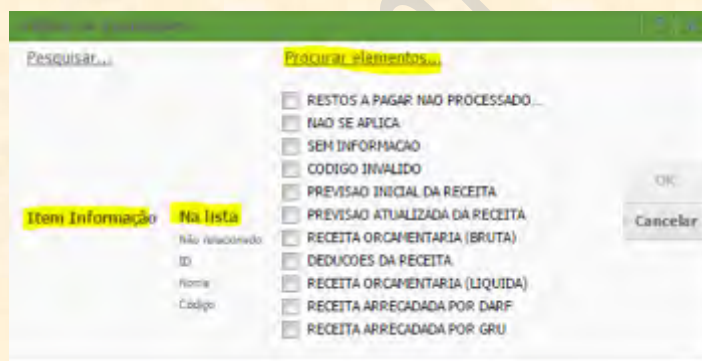 Pesquisar...
Procurar elementos...
RESTOS A PAGAR NAO PROCESSADO...
NAO SE APLICA
SEM INFORMACAO
CODIGO INVALIDO
PREVISAO INICIAL DA RECEITA
PREVISAO ATUALIZADA DA RECEITA
RECEITA ORCAMENTARIA (BRUTA)
DEDUCOES DA RECEITA
RECEITA ORCAMENTARIA (LIQUIDA)
RECEITA ARRECADADA POR DARF
RECEITA ARRECADADA POR GRU
Item Informação
Na lista
Não relacionado
ID
Nome
Código
OK
Cancelar